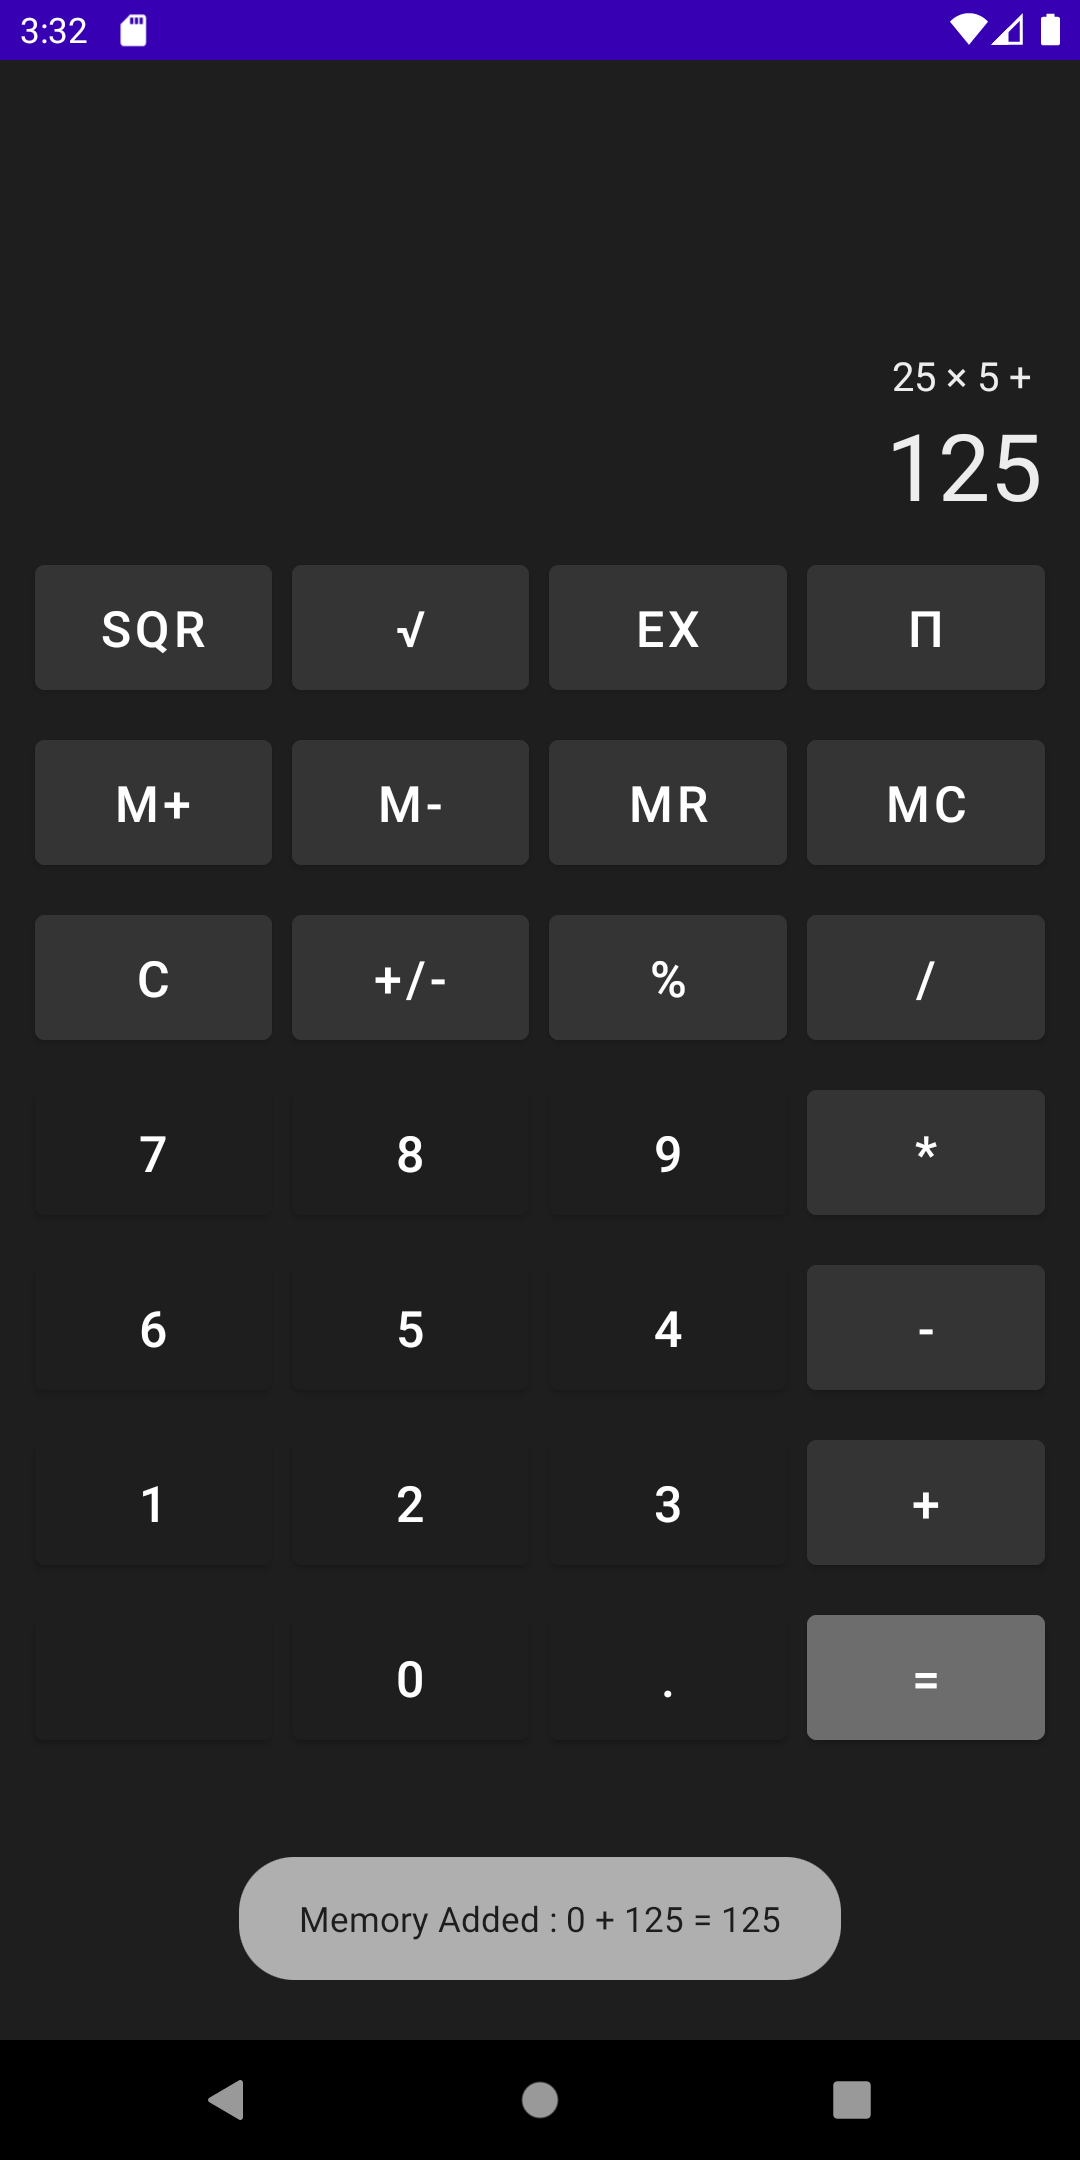 3:32
25 × 5 +
125
SQR √ EX Π
M+ M- MR MC
C +/- % /
7 8 9 *
6 5 4 -
1 2 3 +
0 . =
Memory Added : 0 + 125 = 125